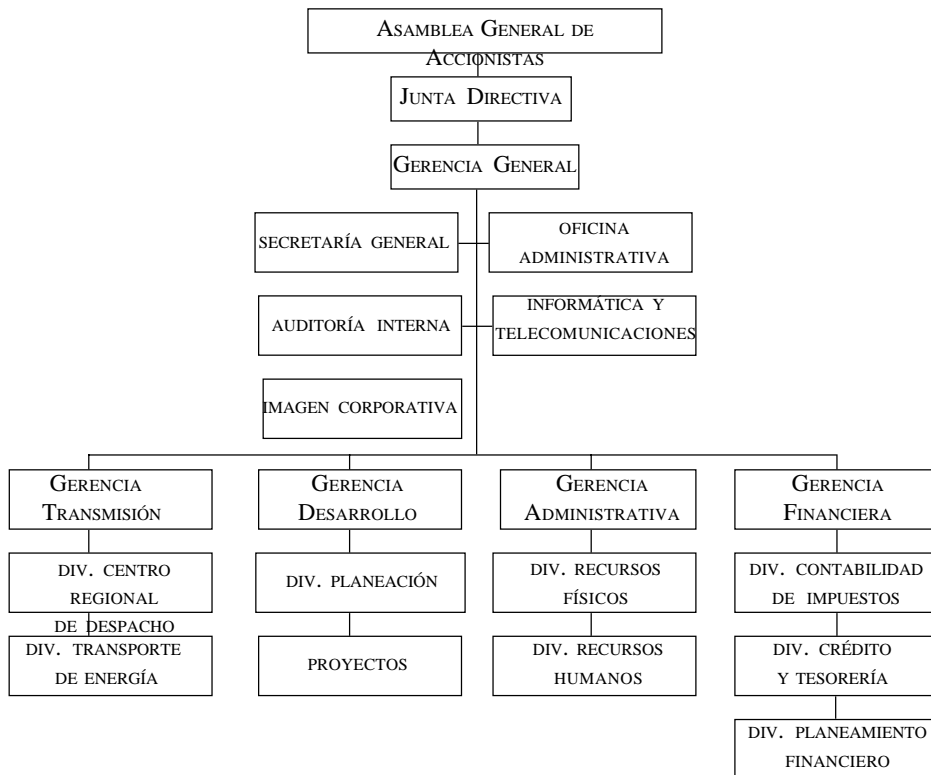 ASAMBLEA GENERAL DE
ACCIONISTAS
JUNTA DIRECTIVA
GERENCIA GENERAL
SECRETARÍA GENERAL
OFICINA
ADMINISTRATIVA
AUDITORÍA INTERNA
INFORMÁTICA Y
TELECOMUNICACIONES
IMAGEN CORPORATIVA
GERENCIA
TRANSMISIÓN
GERENCIA
DESARROLLO
GERENCIA
ADMINISTRATIVA
GERENCIA
FINANCIERA
DIV. CENTRO
REGIONAL
DE DESPACHO
DIV. PLANEACIÓN
DIV. RECURSOS
FÍSICOS
DIV. CONTABILIDAD
DE IMPUESTOS
DIV. TRANSPORTE
DE ENERGÍA
PROYECTOS
DIV. RECURSOS
HUMANOS
DIV. CRÉDITO
Y TESORERÍA
DIV. PLANEAMIENTO
FINANCIERO